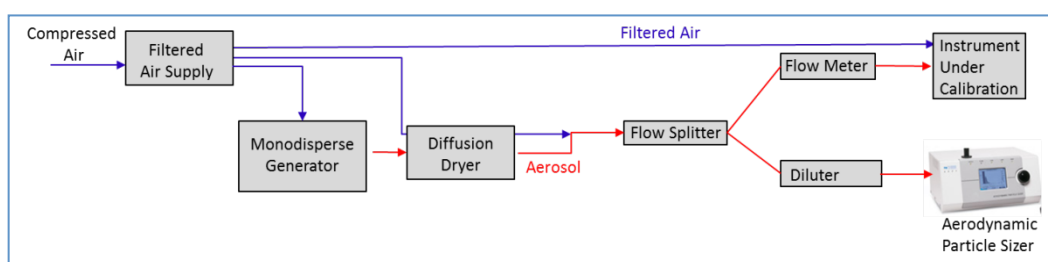 Compressed
Air
Filtered
Air Supply
Filtered Air
Instrument
Under
Calibration
Flow Meter
Monodisperse
Generator
Diffusion
Dryer
Aerosol
Flow Splitter
Diluter
Aerodynamic
Particle Sizer